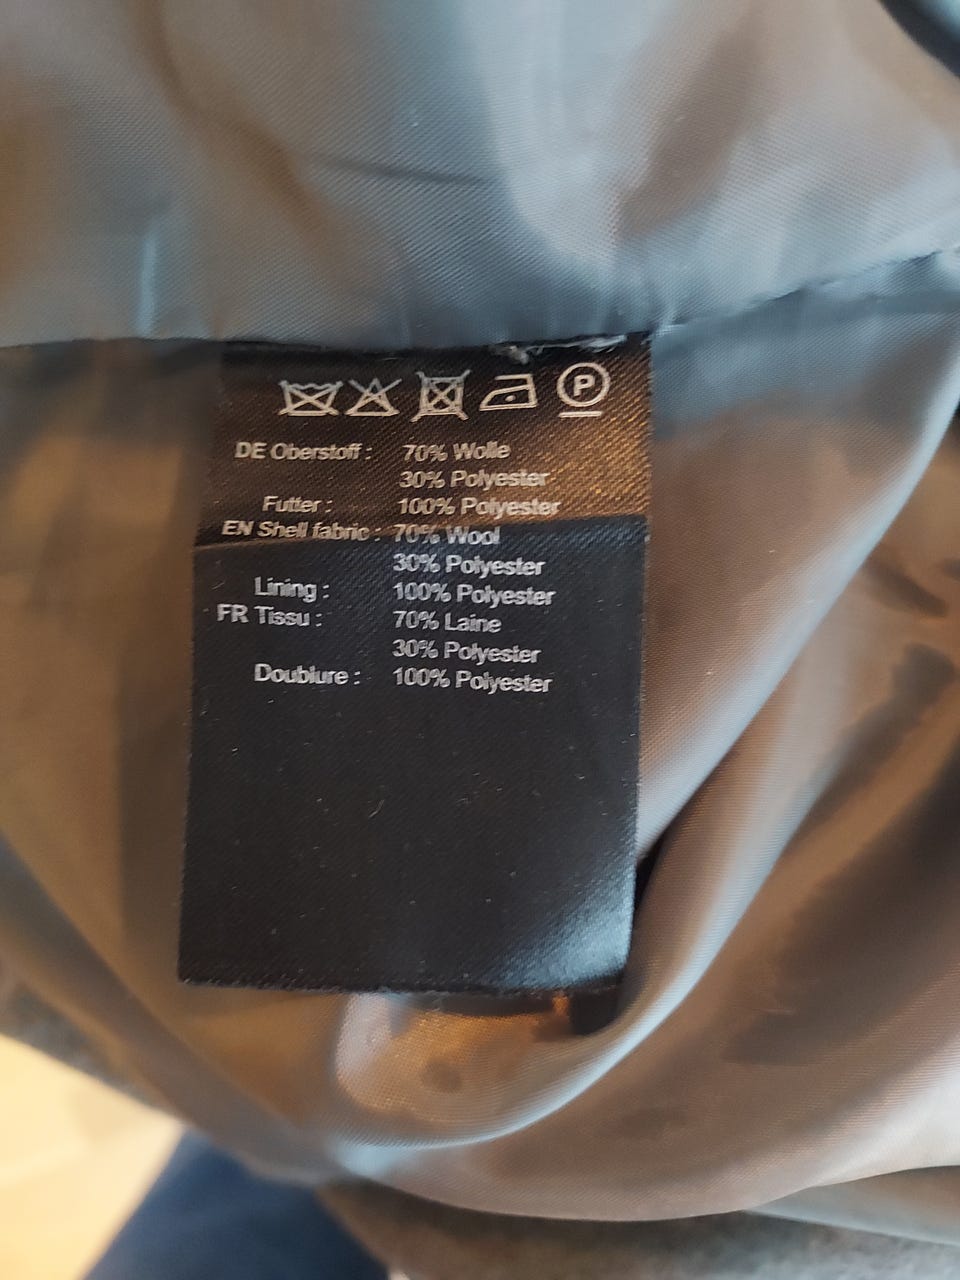 P
DE Oberstoff : 70% Wolle
30% Polyester
Futter : 100% Polyester
EN Shell fabric : 70% Wool
30% Polyester
Lining : 100% Polyester
FR Tissu : 70% Laine
30% Polyester
Doublure : 100% Polyester